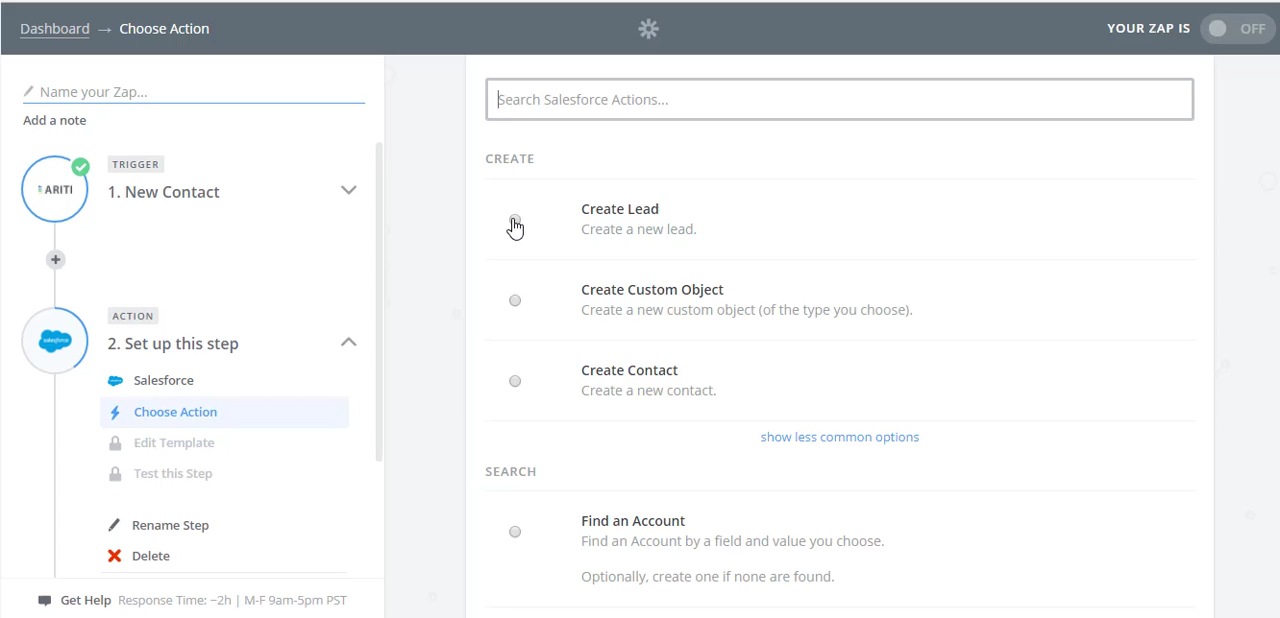 Dashboard → Choose Action
YOUR ZAP IS OFF
Name your Zap...
Add a note
ARITI
TRIGGER
1. New Contact
+
salesforce
ACTION
2. Set up this step
Salesforce
Choose Action
Edit Template
Test this Step
Rename Step
Delete
Get Help Response Time: ~2h | M-F 9am-5pm PST
Search Salesforce Actions...
CREATE
Create Lead
Create a new lead.
Create Custom Object
Create a new custom object (of the type you choose).
Create Contact
Create a new contact.
show less common options
SEARCH
Find an Account
Find an Account by a field and value you choose.
Optionally, create one if none are found.